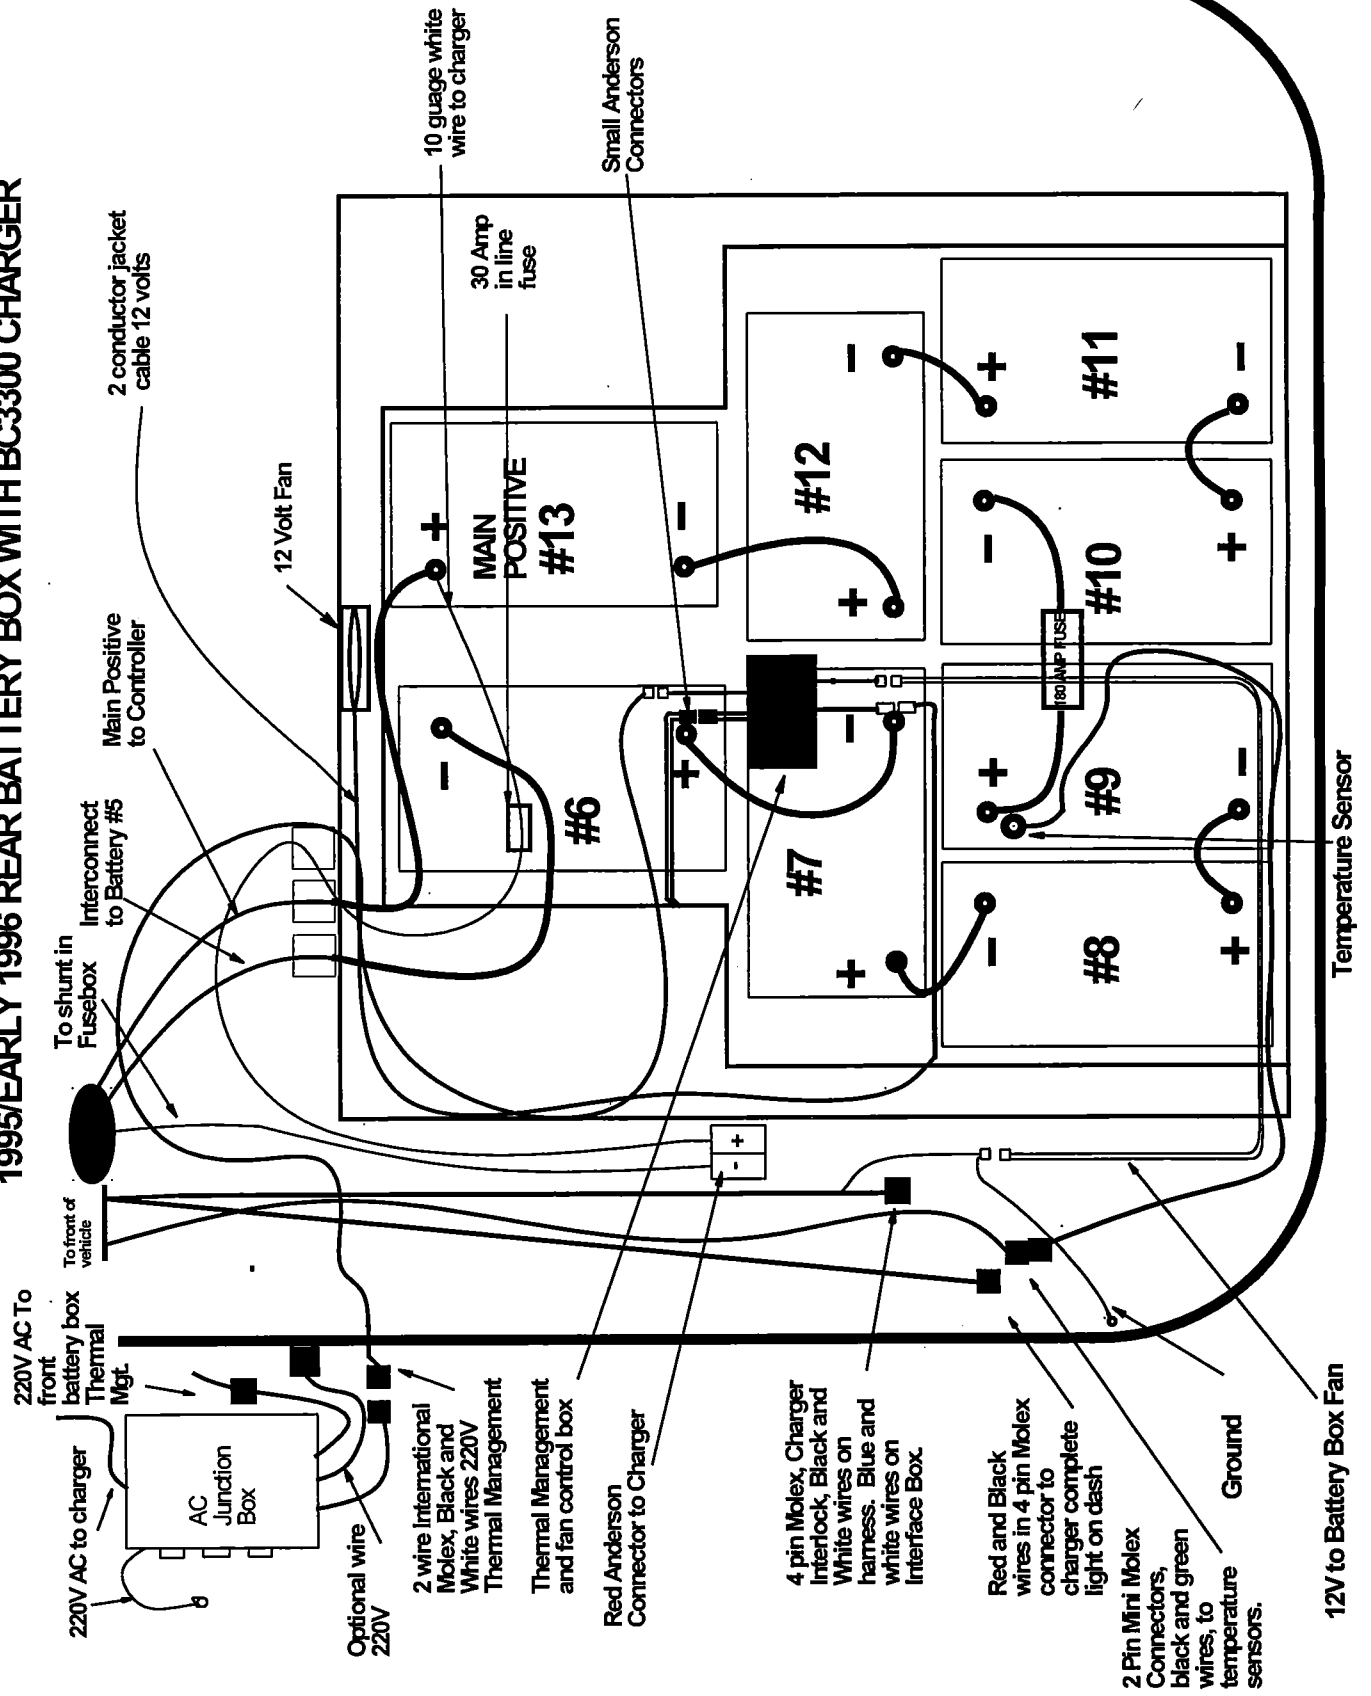 1995/EARLY 1996 REAR BATTERY BOX WITH BC3300 CHARGER
220V AC To
front
battery box
Thermal
Mgt.
To front of
vehicle
To shunt in
Fusebox
Interconnect
to Battery #5
Main Positive
to Controller
12 Volt Fan
2 conductor jacket
cable 12 volts
10 guage white
wire to charger
30 Amp
in line
fuse
Small Anderson
Connectors
220V AC to charger
AC
Junction
Box
Optional wire
220V
2 wire International
Molex, Black and
White wires 220V
Thermal Management
Thermal Management
and fan control box
Red Anderson
Connector to Charger
- +
4 pin Molex, Charger
Interlock, Black and
White wires on
harness. Blue and
white wires on
Interface Box.
Red and Black
wires in 4 pin Molex
connector to
charger complete
light on dash
2 Pin Mini Molex
Connectors,
black and green
wires, to
temperature
sensors.
Ground
12V to Battery Box Fan
Temperature Sensor
- +
#6
+ -
MAIN
POSITIVE
#13
+ -
#7
+ -
#12
- +
#8
+ -
#9
180 AMP FUSE
- +
#10
+ -
#11